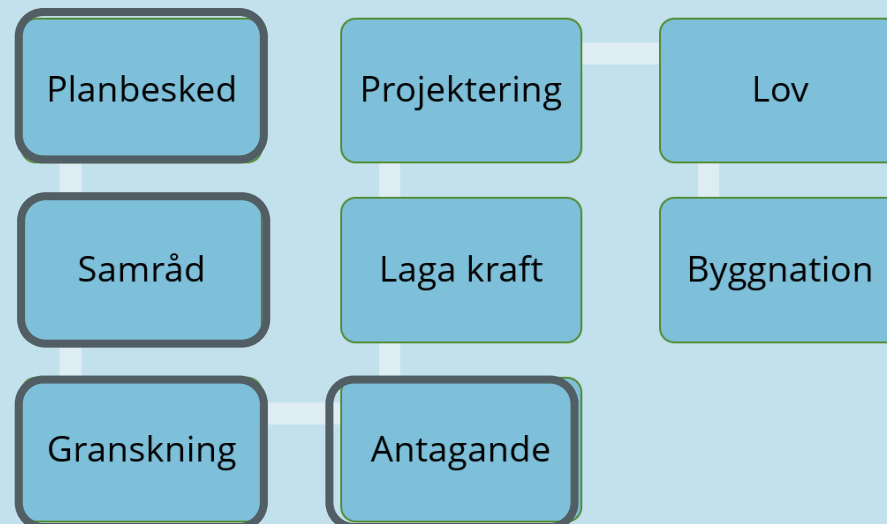 Planbesked
Samråd
Granskning
Antagande
Laga kraft
Projektering
Lov
Byggnation